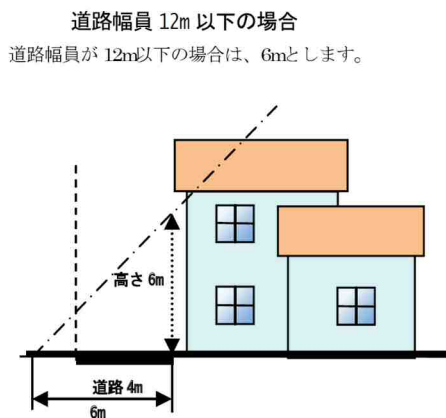 道路幅員 12m 以下の場合
道路幅員が 12m以下の場合は、6mとします。
高さ 6m
道路 4m
6m